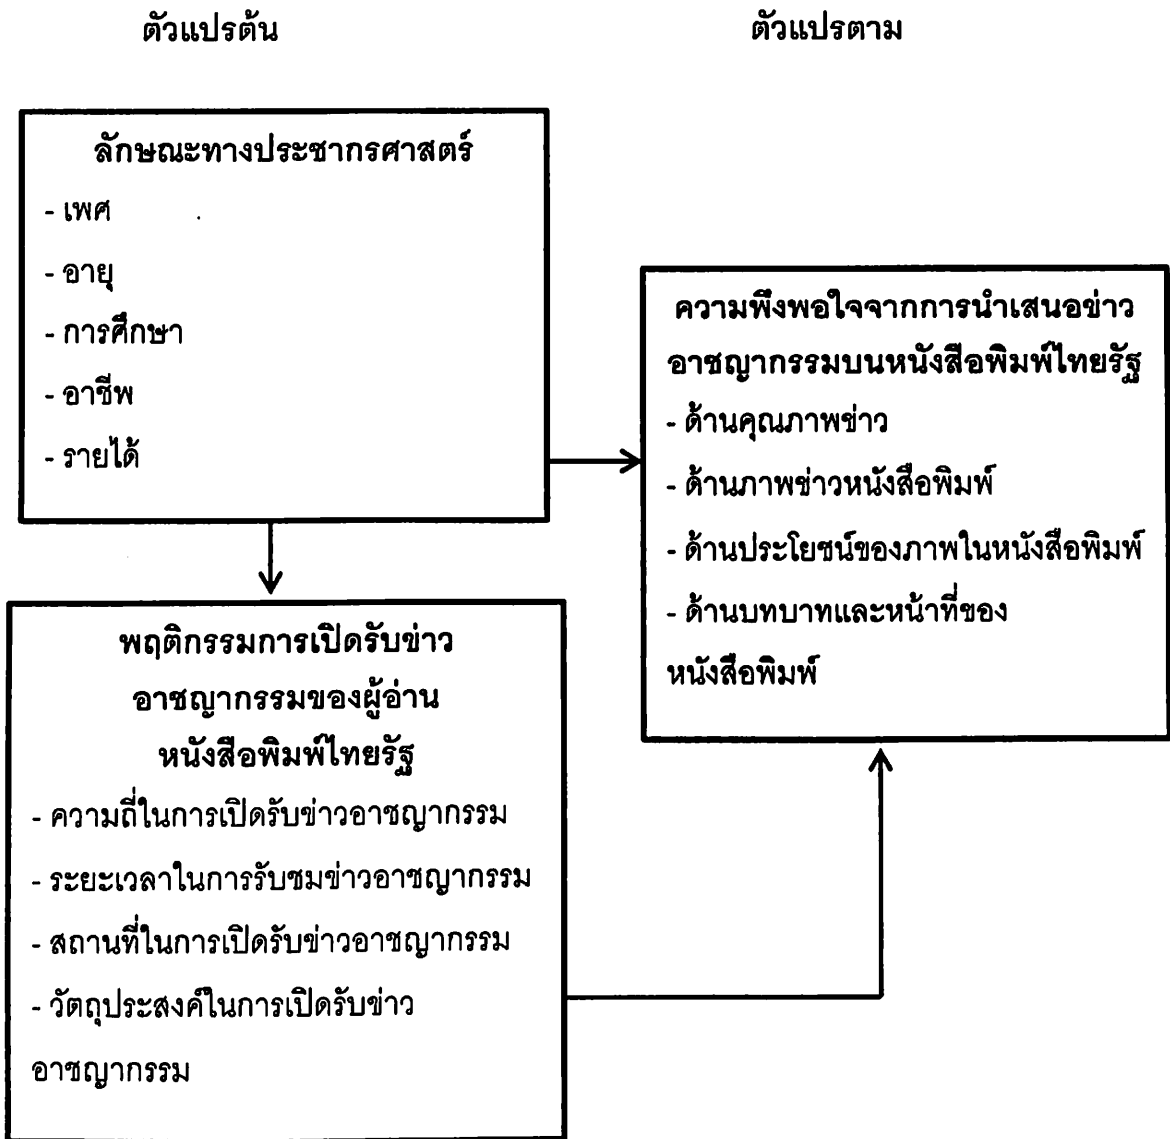 ตัวแปรต้น
ตัวแปรตาม
ลักษณะทางประชากรศาสตร์
- เพศ
- อายุ
- การศึกษา
- อาชีพ
- รายได้
ความพึงพอใจจากการนำเสนอข่าว
อาชญากรรมบนหนังสือพิมพ์ไทยรัฐ
- ด้านคุณภาพข่าว
- ด้านภาพข่าวหนังสือพิมพ์
- ด้านประโยชน์ของภาพในหนังสือพิมพ์
- ด้านบทบาทและหน้าที่ของ
หนังสือพิมพ์
พฤติกรรมการเปิดรับข่าว
อาชญากรรมของผู้อ่าน
หนังสือพิมพ์ไทยรัฐ
- ความถี่ในการเปิดรับข่าวอาชญากรรม
- ระยะเวลาในการรับชมข่าวอาชญากรรม
- สถานที่ในการเปิดรับข่าวอาชญากรรม
- วัตถุประสงค์ในการเปิดรับข่าว
อาชญากรรม